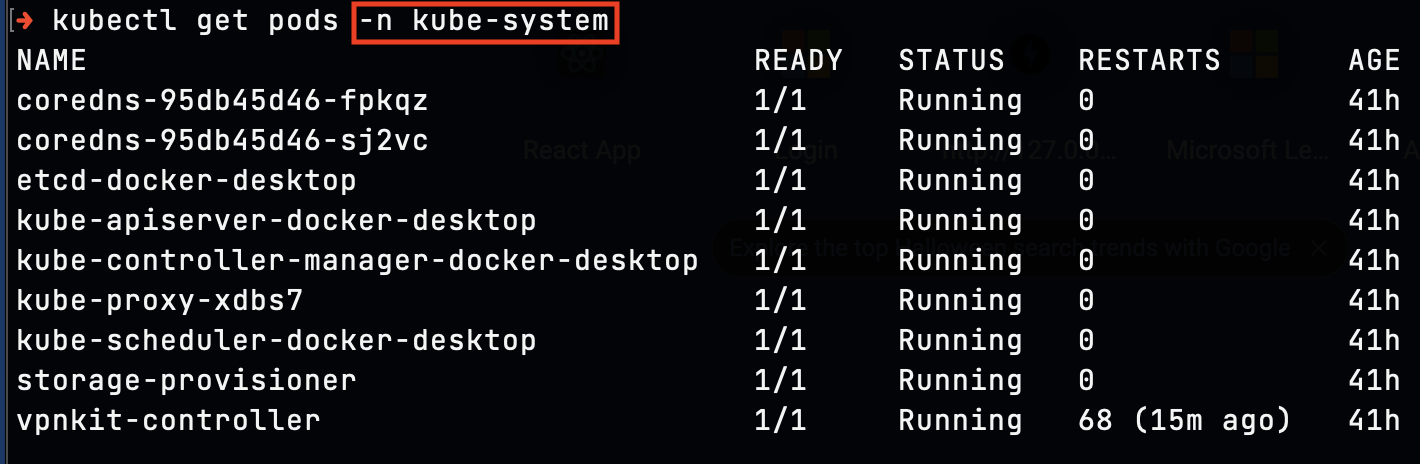 [➜ kubectl get pods -n kube-system
NAME READY STATUS RESTARTS AGE
coredns-95db45d46-fpkqz 1/1 Running 0 41h
coredns-95db45d46-sj2vc 1/1 Running 0 41h
React App Login http://127.0.0... Microsoft Le...
etcd-docker-desktop 1/1 Running 0 41h
kube-apiserver-docker-desktop 1/1 Running 0 41h
Explore the top Halloween search trends with Google ×
kube-controller-manager-docker-desktop 1/1 Running 0 41h
kube-proxy-xdbs7 1/1 Running 0 41h
kube-scheduler-docker-desktop 1/1 Running 0 41h
storage-provisioner 1/1 Running 0 41h
vpnkit-controller 1/1 Running 68 (15m ago) 41h